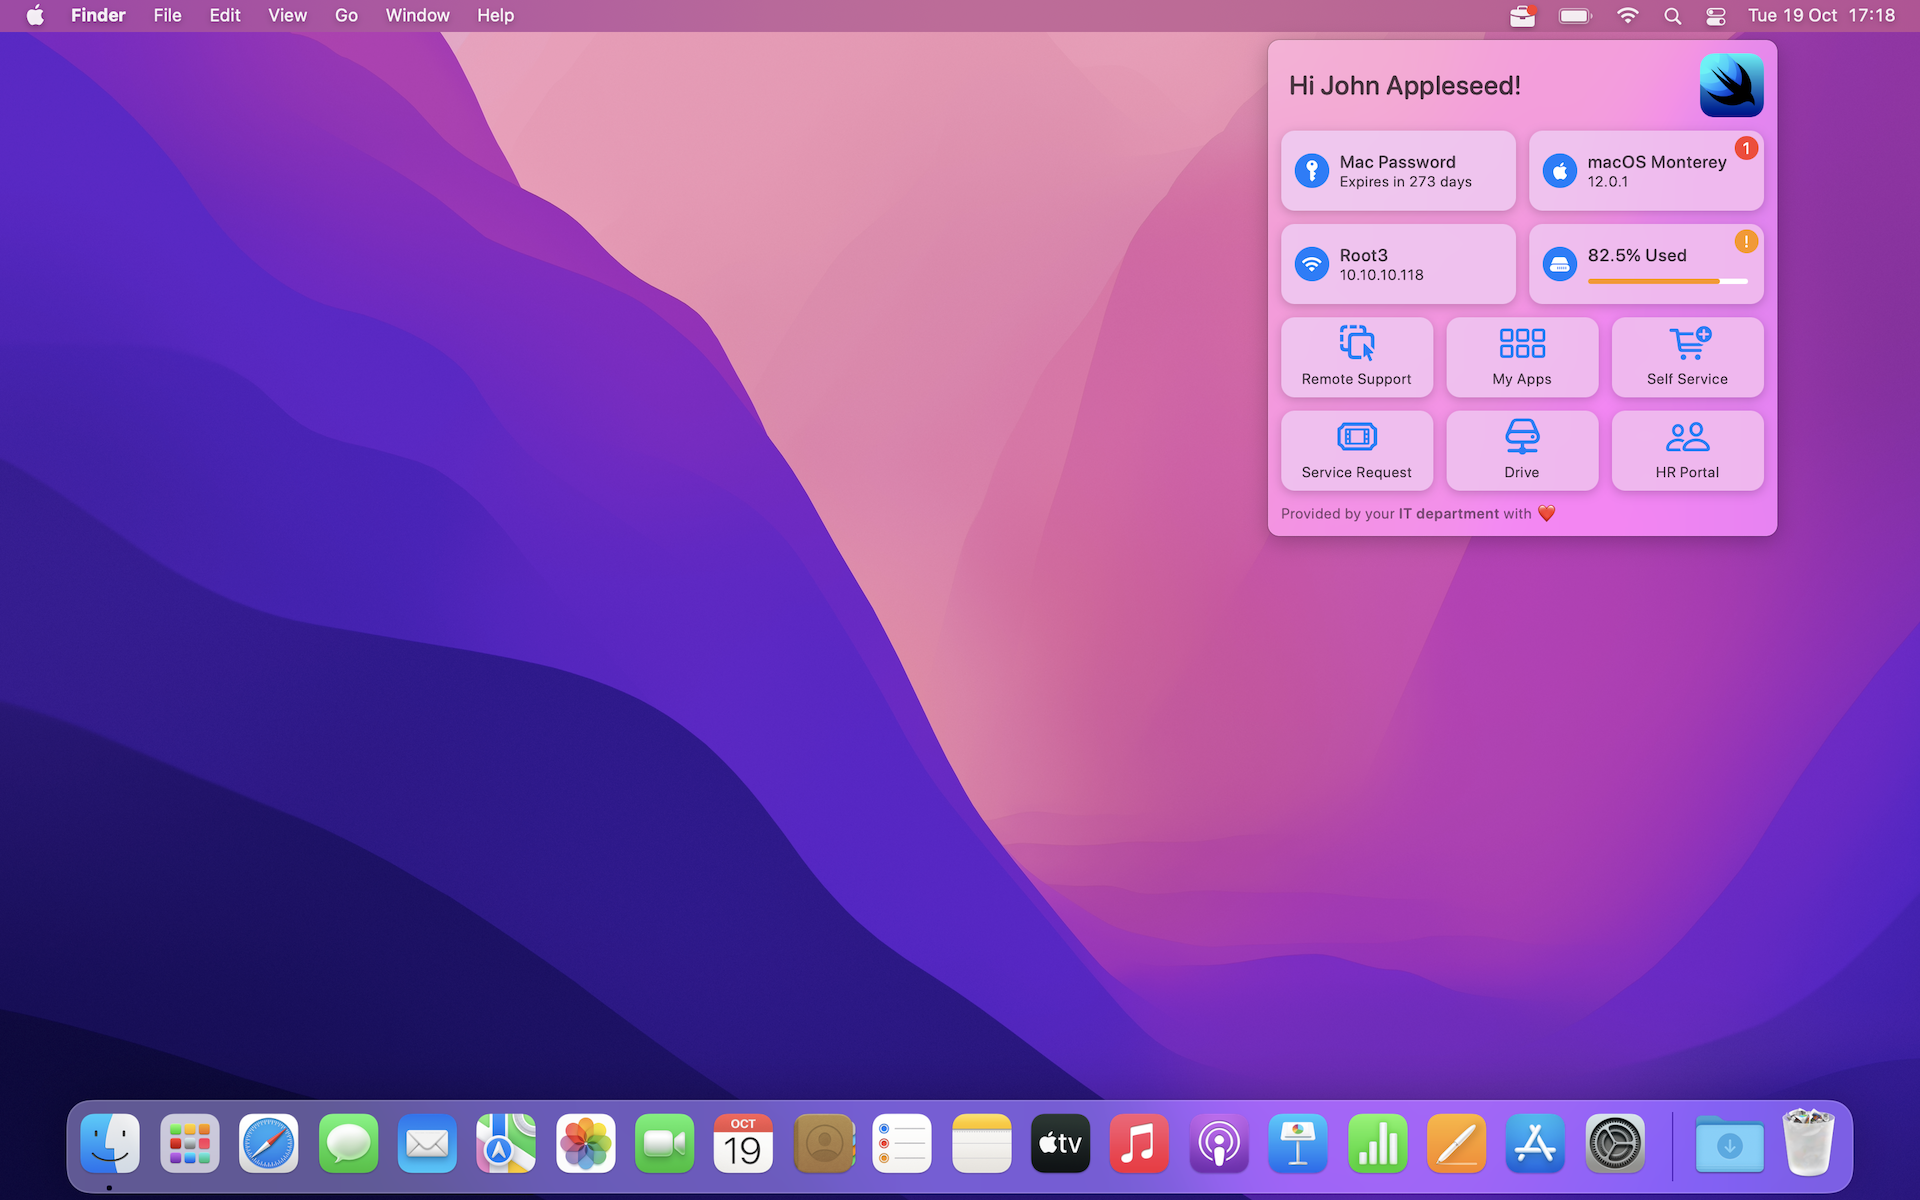 Finder File Edit View Go Window Help Tue 19 Oct 17:18
Hi John Appleseed!
Mac Password
Expires in 273 days
macOS Monterey
12.0.1
1
Root3
10.10.10.118
82.5% Used
!
Remote Support
My Apps
Self Service
Service Request
Drive
HR Portal
Provided by your IT department with ❤️
OCT
19
tv